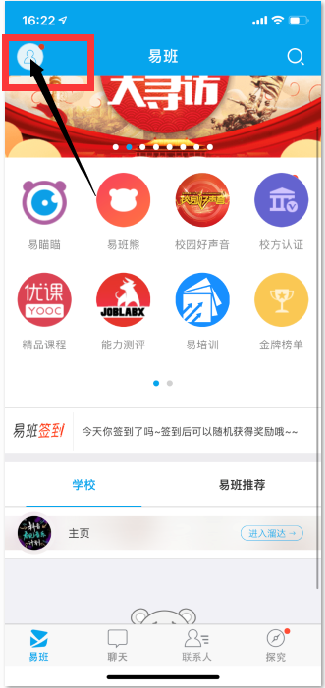 16:22
易班
大寻访
易瞄瞄
易班熊
校园好声音
校方认证
优课
YOOC
JOBLABX
精品课程
能力测评
易培训
金牌榜单
易班签到
今天你签到了吗~签到后可以随机获得奖励哦~~
学校
易班推荐
主页
进入溜达 →
易班
聊天
联系人
探究